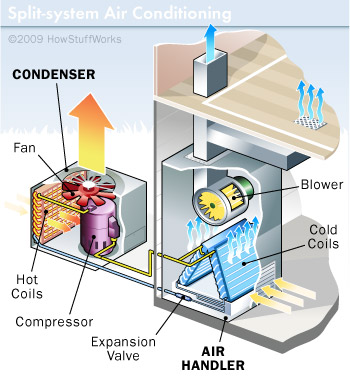 Split-system Air Conditioning
©2009 HowStuffWorks
CONDENSER
Fan
Hot
Coils
Compressor
Expansion
Valve
AIR
HANDLER
Blower
Cold
Coils